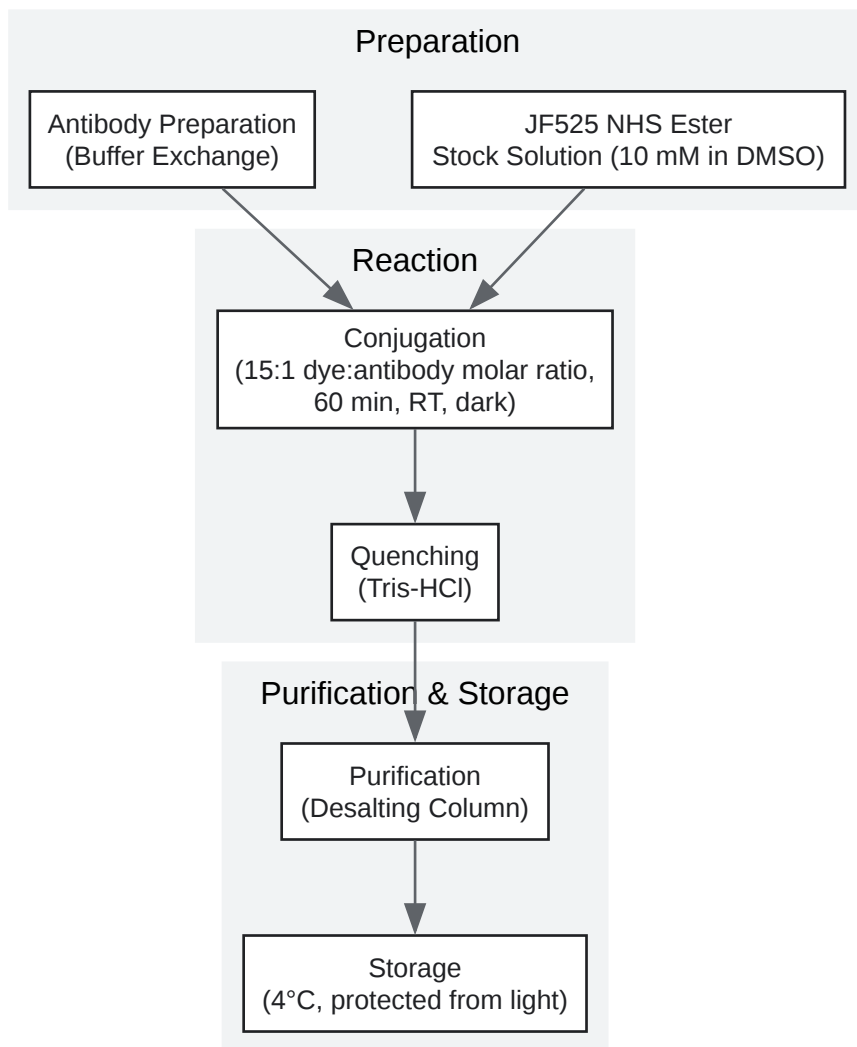 Preparation
Antibody Preparation
(Buffer Exchange)
JF525 NHS Ester
Stock Solution (10 mM in DMSO)
Reaction
Conjugation
(15:1 dye:antibody molar ratio,
60 min, RT, dark)
Quenching
(Tris-HCl)
Purification & Storage
Purification
(Desalting Column)
Storage
(4°C, protected from light)